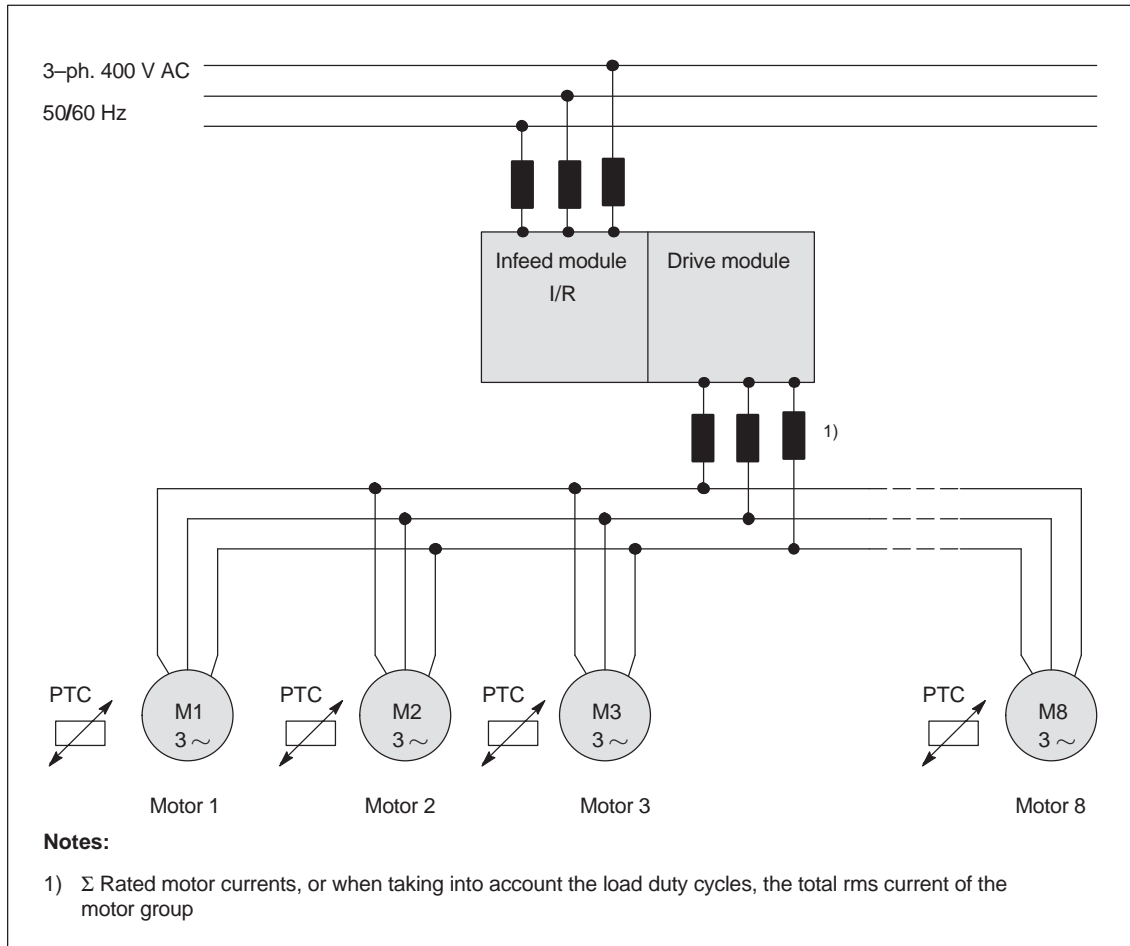 3–ph. 400 V AC
50/60 Hz
Infeed module
I/R
Drive module
1)
PTC
M1
3 ~
Motor 1
PTC
M2
3 ~
Motor 2
PTC
M3
3 ~
Motor 3
PTC
M8
3 ~
Motor 8
Notes:
1) Σ Rated motor currents, or when taking into account the load duty cycles, the total rms current of the
motor group